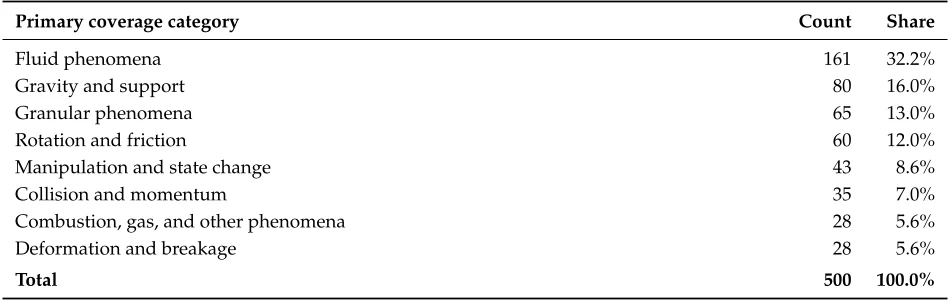 Primary coverage category Count Share
Fluid phenomena 161 32.2%
Gravity and support 80 16.0%
Granular phenomena 65 13.0%
Rotation and friction 60 12.0%
Manipulation and state change 43 8.6%
Collision and momentum 35 7.0%
Combustion, gas, and other phenomena 28 5.6%
Deformation and breakage 28 5.6%
Total 500 100.0%